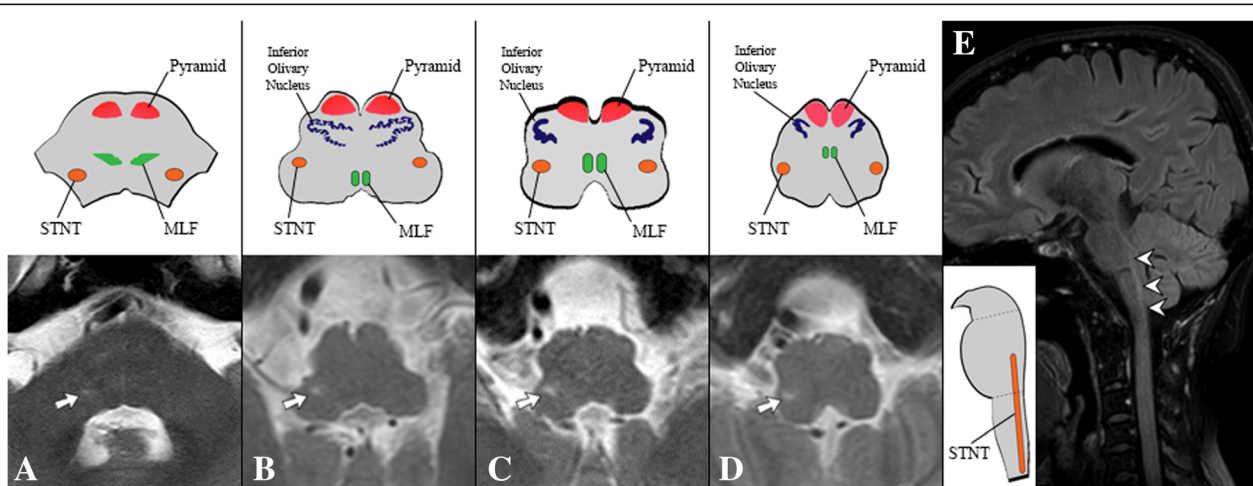 Pyramid
STNT
MLF
A
Inferior
Olivary
Nucleus
Pyramid
STNT
MLF
B
Inferior
Olivary
Nucleus
Pyramid
STNT
MLF
C
Inferior
Olivary
Nucleus
Pyramid
STNT
MLF
D
E
STNT